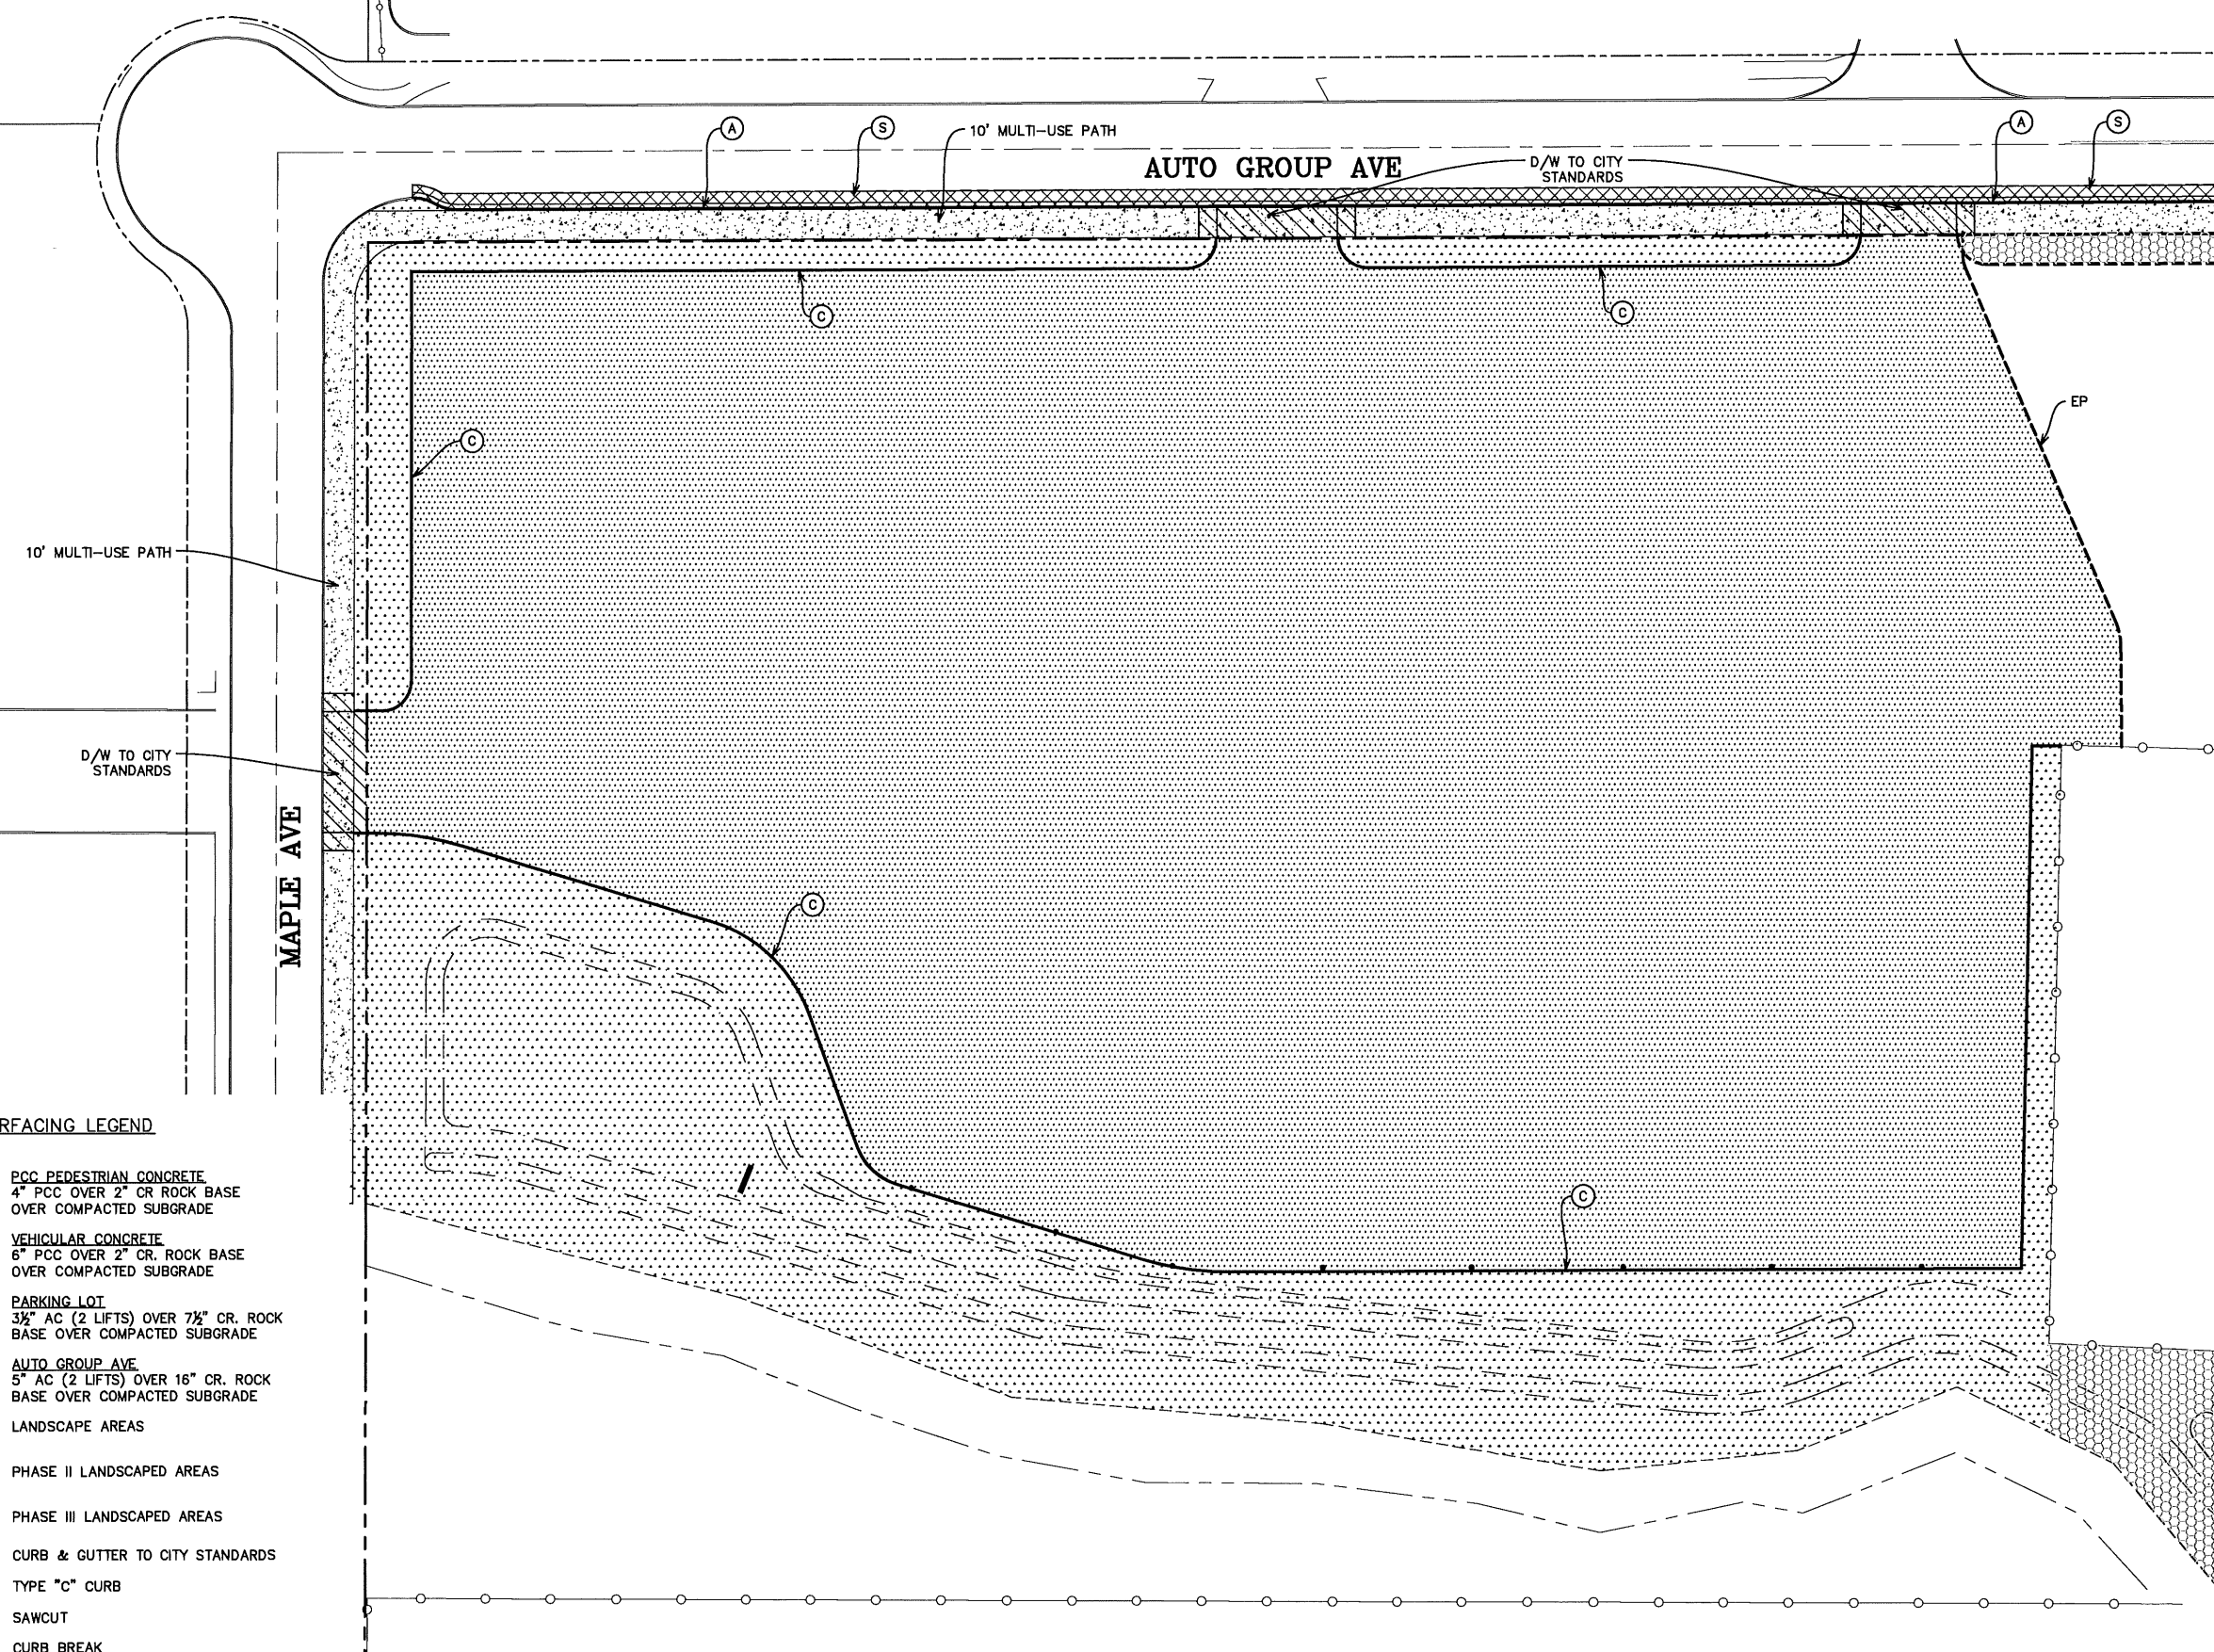 A
S
10' MULTI-USE PATH
AUTO GROUP AVE
D/W TO CITY
STANDARDS
A
S
C
C
EP
C
10' MULTI-USE PATH
D/W TO CITY
STANDARDS
MAPLE AVE
C
C
RFACING LEGEND
PCC PEDESTRIAN CONCRETE
4" PCC OVER 2" CR ROCK BASE
OVER COMPACTED SUBGRADE
VEHICULAR CONCRETE
6" PCC OVER 2" CR. ROCK BASE
OVER COMPACTED SUBGRADE
PARKING LOT
3½" AC (2 LIFTS) OVER 7½" CR. ROCK
BASE OVER COMPACTED SUBGRADE
AUTO GROUP AVE
5" AC (2 LIFTS) OVER 16" CR. ROCK
BASE OVER COMPACTED SUBGRADE
LANDSCAPE AREAS
PHASE II LANDSCAPED AREAS
PHASE III LANDSCAPED AREAS
CURB & GUTTER TO CITY STANDARDS
TYPE "C" CURB
SAWCUT
CURB BREAK